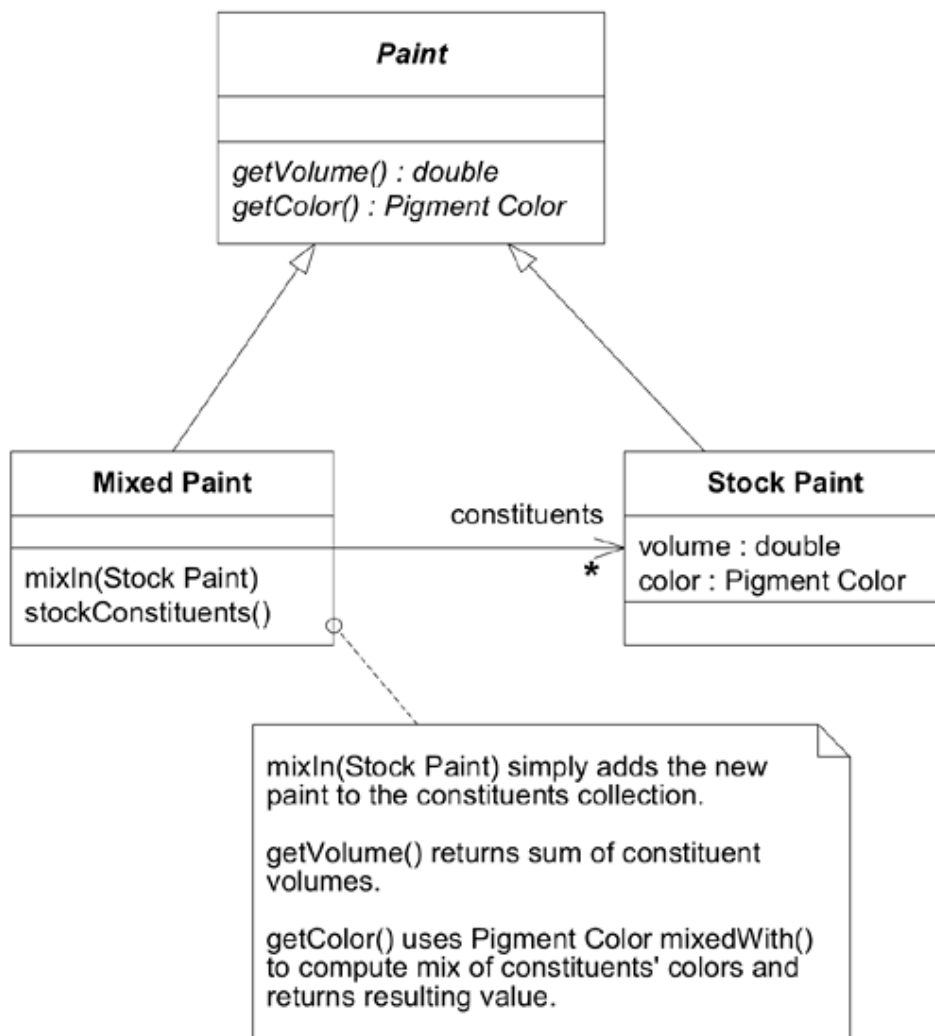 Paint
getVolume() : double
getColor() : Pigment Color
Mixed Paint
mixIn(Stock Paint)
stockConstituents()
constituents
*
Stock Paint
volume : double
color : Pigment Color
mixIn(Stock Paint) simply adds the new
paint to the constituents collection.
getVolume() returns sum of constituent
volumes.
getColor() uses Pigment Color mixedWith()
to compute mix of constituents' colors and
returns resulting value.